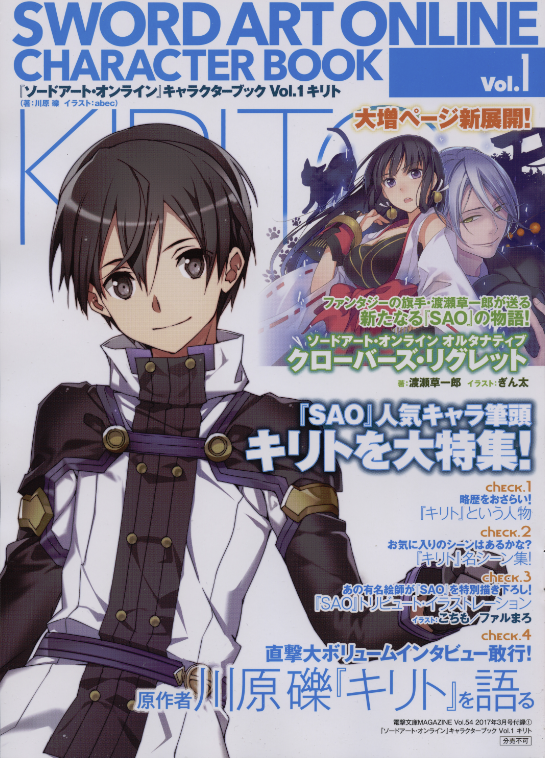 SWORD ART ONLINE
CHARACTER BOOK
Vol.1
『ソードアート・オンライン』キャラクターブック Vol.1 キリト
(著:川原 礫 イラスト:abec)
KIRITO
大増ページ新展開!
ファンタジーの旗手・渡瀬草一郎が送る
新たなる『SAO』の物語!
ソードアート・オンライン オルタナティブ
クローバーズ・リグレット
著:渡瀬草一郎 イラスト:ぎん太
『SAO』人気キャラ筆頭
キリトを大特集!
CHECK.1
略歴をおさらい!
『キリト』という人物
CHECK.2
お気に入りのシーンはあるかな?
『キリト』名シーン集!
CHECK.3
あの有名絵師が『SAO』を特別描き下ろし!
『SAO』トリビュート・イラストレーション
イラスト:こちも/ファルまろ
CHECK.4
直撃大ボリュームインタビュー敢行!
原作者 川原 礫『キリト』を語る
電撃文庫MAGAZINE Vol.54 2017年3月号付録①
『ソードアート・オンライン』キャラクターブック Vol.1 キリト
分売不可